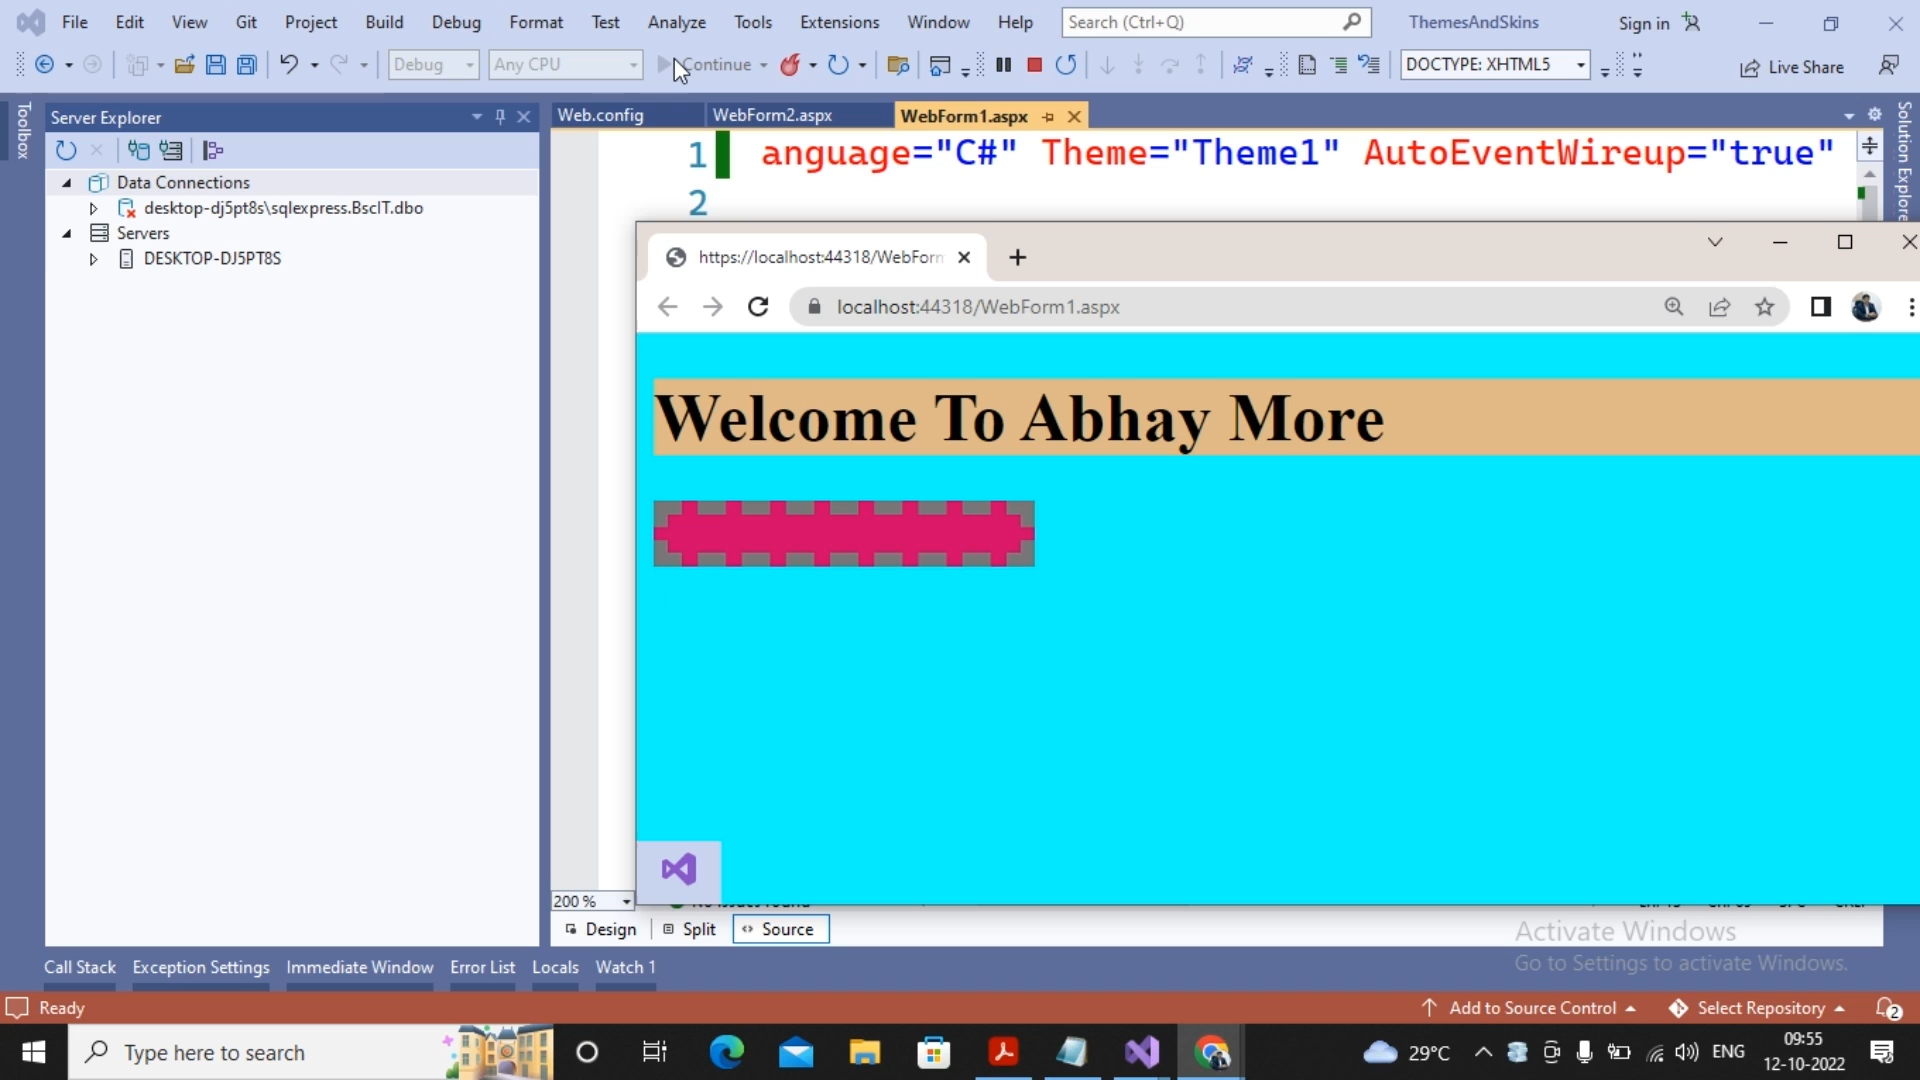 File Edit View Git Project Build Debug Format Test Analyze Tools Extensions Window Help Search (Ctrl+Q) ThemesAndSkins Sign in
Debug Any CPU Continue DOCTYPE: XHTML5 Live Share
Toolbox
Server Explorer
Data Connections
desktop-dj5pt8s\sqlexpress.BscIT.dbo
Servers
DESKTOP-DJ5PT8S
Web.config WebForm2.aspx WebForm1.aspx
Solution Explore
1 anguage="C#" Theme="Theme1" AutoEventWireup="true"
2
https://localhost:44318/WebForm
localhost:44318/WebForm1.aspx
Welcome To Abhay More
200 %
Design Split Source
Activate Windows
Go to Settings to activate Windows.
Call Stack Exception Settings Immediate Window Error List Locals Watch 1
Ready Add to Source Control Select Repository 2
Type here to search 29°C ENG 09:55
12-10-2022